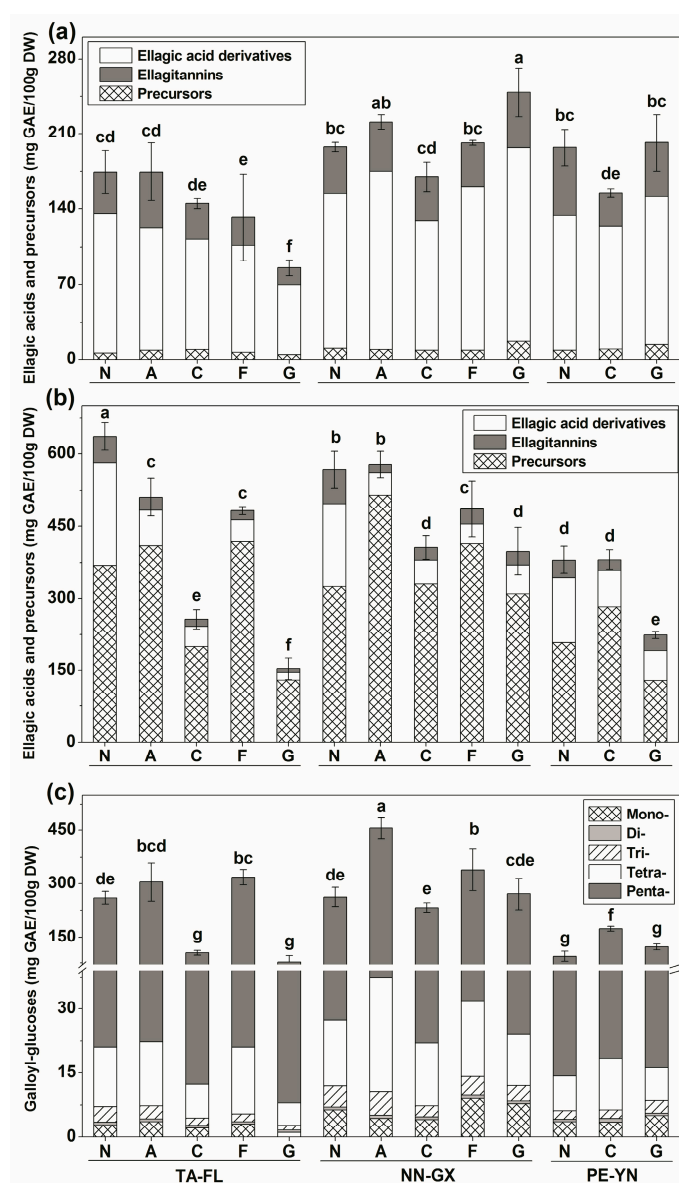 (a)
Ellagic acids and precursors (mg GAE/100g DW)
280
210
140
70
0
Ellagic acid derivatives
Ellagitannins
Precursors
cd cd de e f bc ab cd bc a bc de bc
N A C F G N A C F G N C G
(b)
Ellagic acids and precursors (mg GAE/100g DW)
600
450
300
150
0
Ellagic acid derivatives
Ellagitannins
Precursors
a c e c f b b d c d d d e
N A C F G N A C F G N C G
(c)
Galloyl-glucoses (mg GAE/100g DW)
450
300
150
30
15
0
Mono-
Di-
Tri-
Tetra-
Penta-
de bcd g bc g de a e b cde g f g
N A C F G N A C F G N C G
TA-FL NN-GX PE-YN